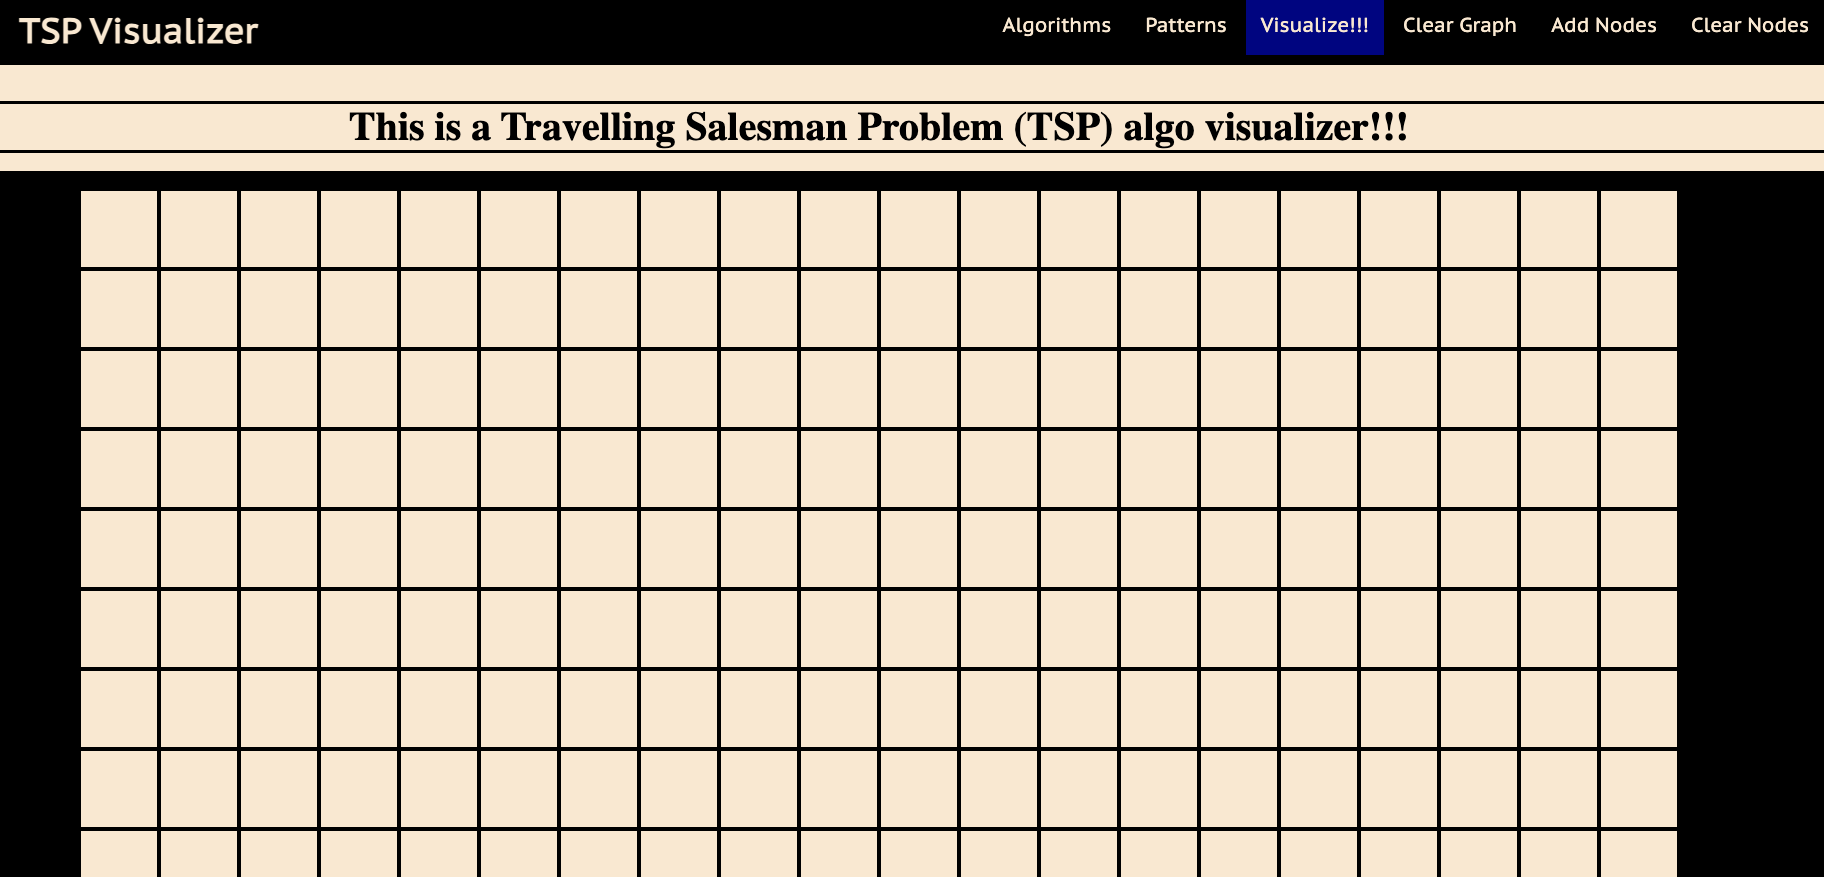 TSP Visualizer
Algorithms Patterns Visualize!!! Clear Graph Add Nodes Clear Nodes
This is a Travelling Salesman Problem (TSP) algo visualizer!!!